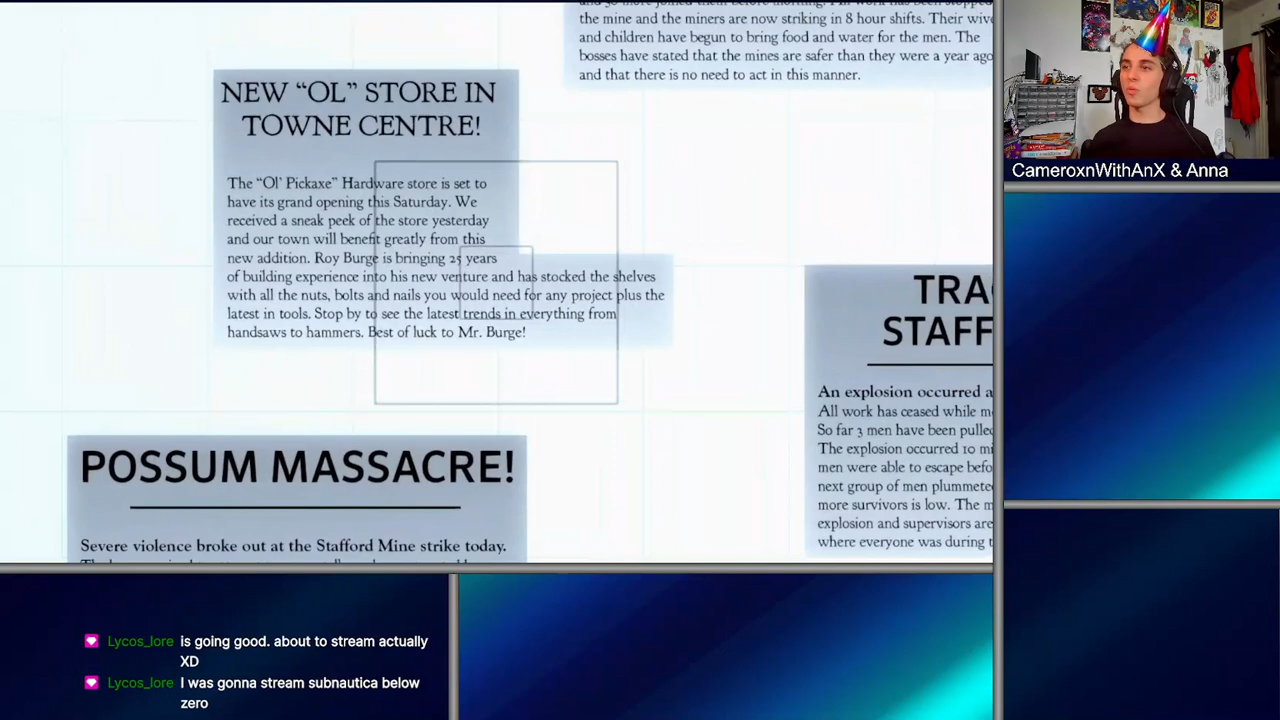 the mine and the miners are now striking in 8 hour shifts. Their wive
and children have begun to bring food and water for the men. The
bosses have stated that the mines are safer than they were a year ago
and that there is no need to act in this manner.
NEW “OL” STORE IN
TOWNE CENTRE!
The “Ol’ Pickaxe” Hardware store is set to
have its grand opening this Saturday. We
received a sneak peek of the store yesterday
and our town will benefit greatly from this
new addition. Roy Burge is bringing 25 years
of building experience into his new venture and has stocked the shelves
with all the nuts, bolts and nails you would need for any project plus the
latest in tools. Stop by to see the latest trends in everything from
handsaws to hammers. Best of luck to Mr. Burge!
POSSUM MASSACRE!
Severe violence broke out at the Stafford Mine strike today.
TRA
STAFF
An explosion occurred a
All work has ceased while m
So far 3 men have been pulled
The explosion occurred 10 mi
men were able to escape befo
next group of men plummete
more survivors is low. The m
explosion and supervisors are
where everyone was during t
CameroxnWithAnX & Anna
Lycos_lore is going good. about to stream actually
XD
Lycos_lore I was gonna stream subnautica below
zero